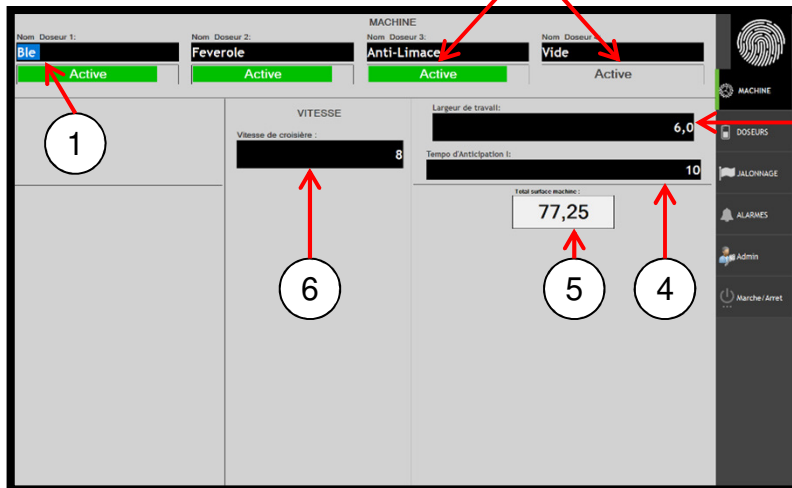 MACHINE
Nom Doseur 1: Nom Doseur 2: Nom Doseur 3: Nom Doseur
Ble Feverole Anti-Limace Vide
Active Active Active Active
MACHINE
VITESSE
Largeur de travail:
6,0
DOSEURS
Vitesse de croisière :
8
Tempo d'Anticipation I:
10
JALONNAGE
Total surface machine :
77,25
ALARMES
Admin
Marche/Arret
1
6
5
4